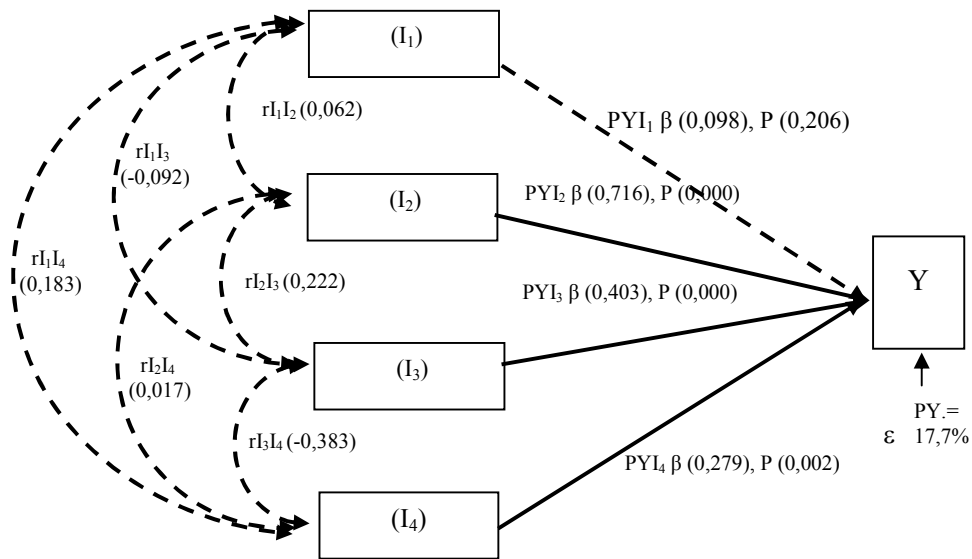 (I₁)
rI₁I₂ (0,062)
PYI₁ β (0,098), P (0,206)
rI₁I₃
(-0,092)
(I₂)
PYI₂ β (0,716), P (0,000)
rI₁I₄
(0,183)
rI₂I₃ (0,222)
PYI₃ β (0,403), P (0,000)
Y
rI₂I₄
(0,017)
(I₃)
rI₃I₄ (-0,383)
PYI₄ β (0,279), P (0,002)
PY.=
ε 17,7%
(I₄)